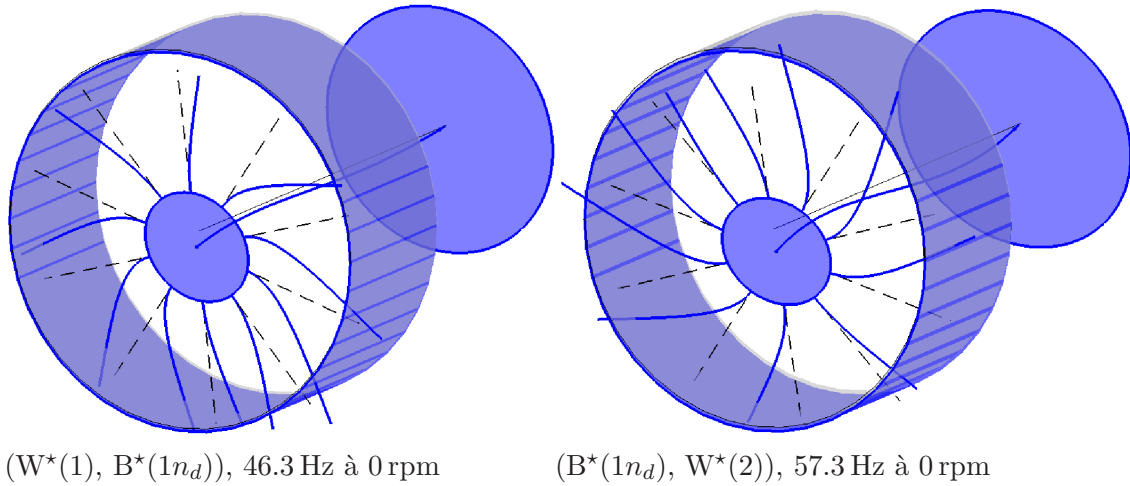 (W⋆(1), B⋆(1n_d)), 46.3 Hz à 0 rpm
(B⋆(1n_d), W⋆(2)), 57.3 Hz à 0 rpm